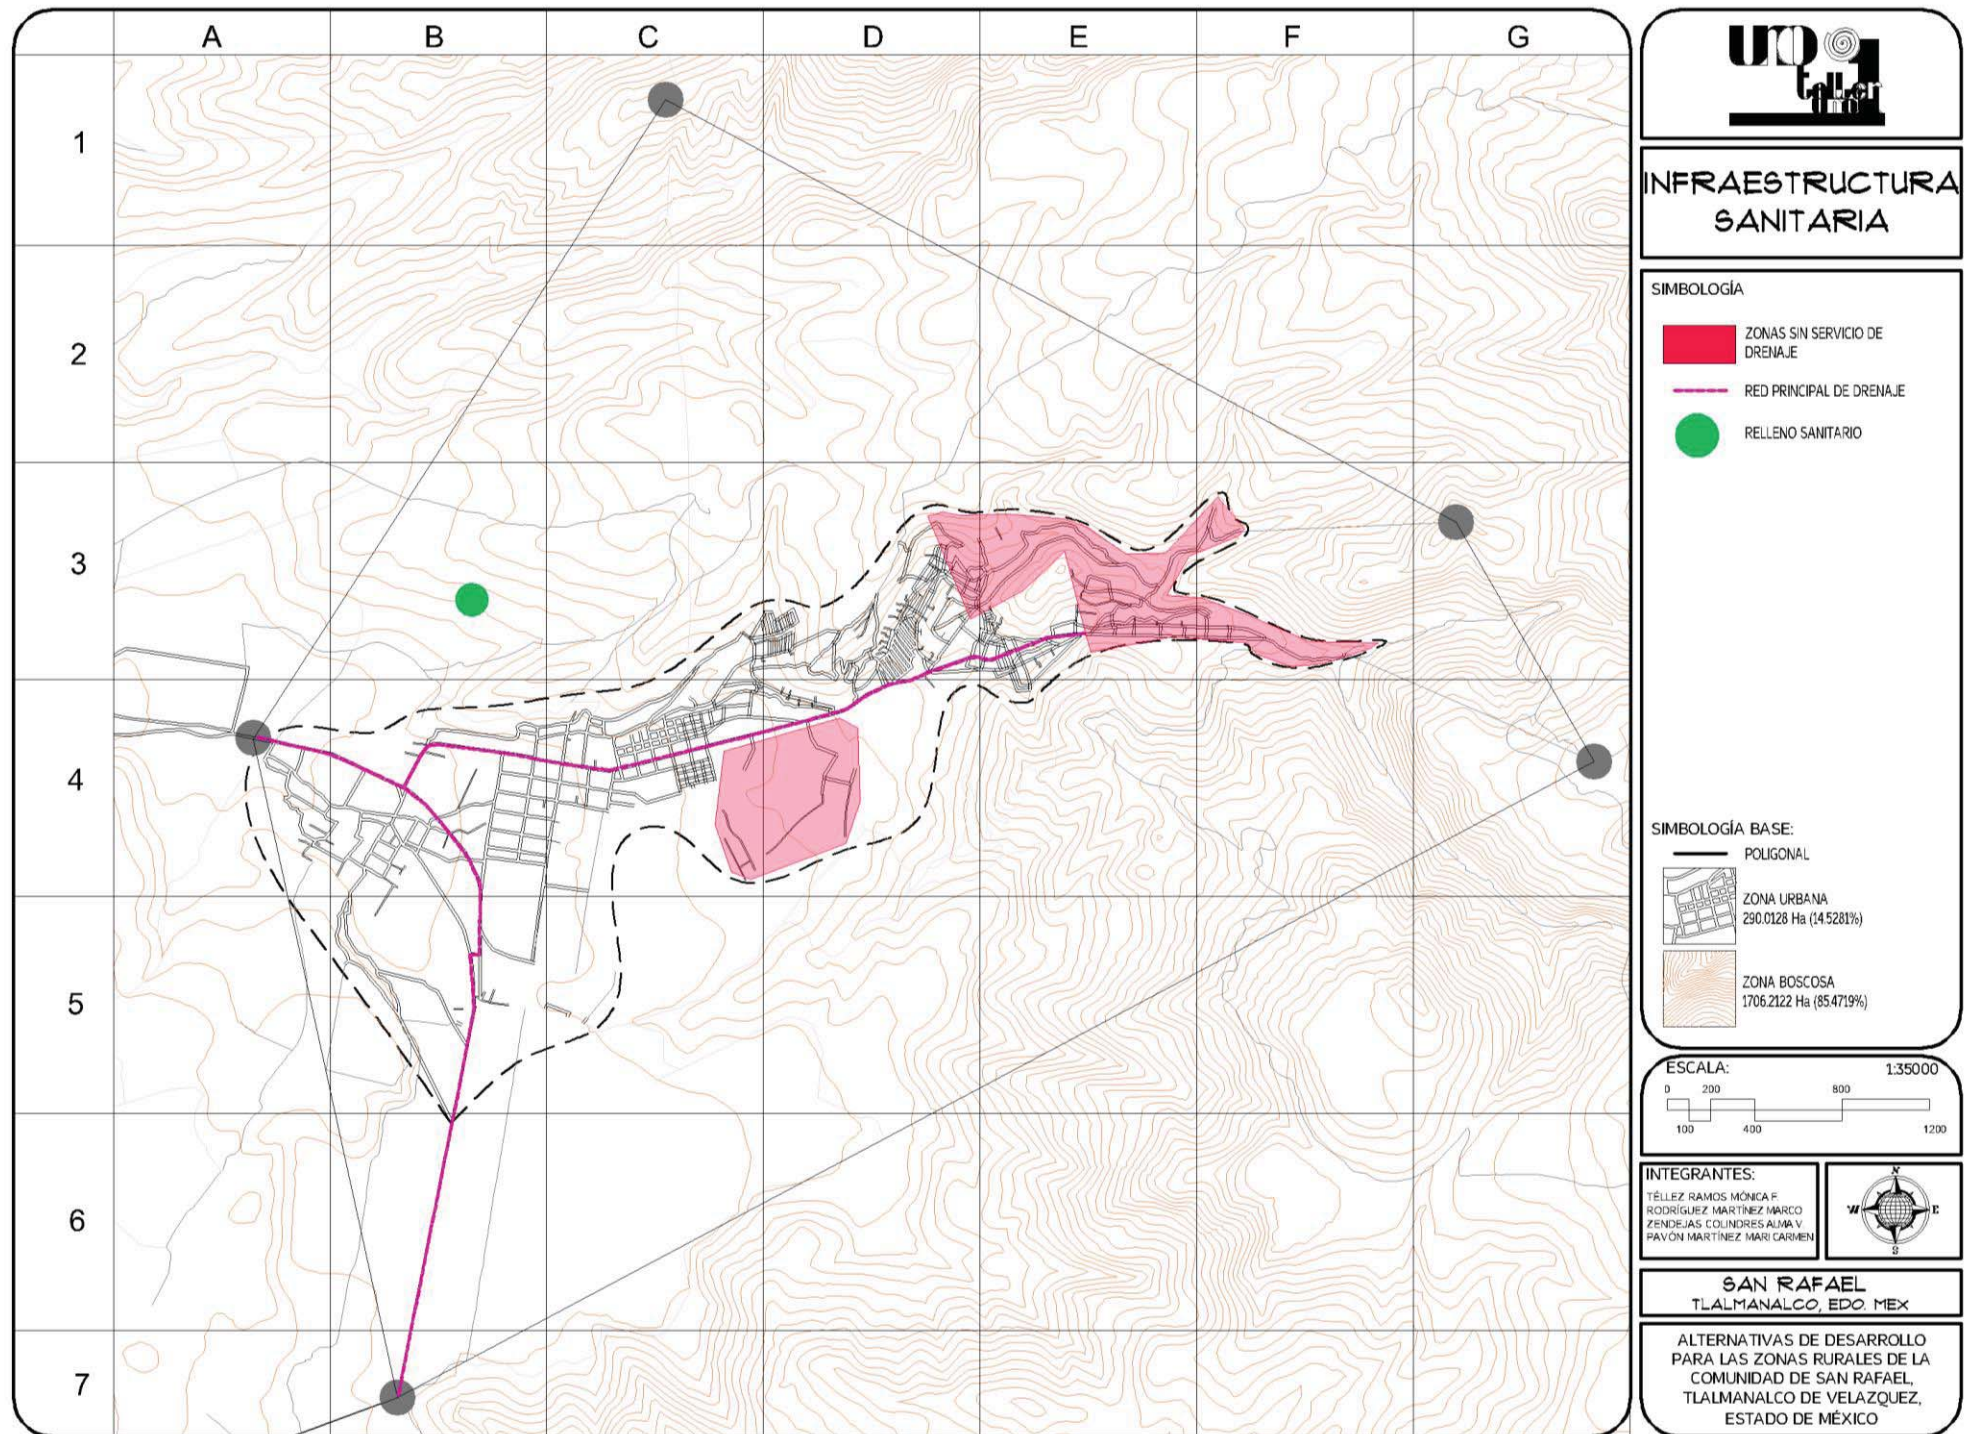 A B C D E F G
1
2
3
4
5
6
7
uno
taller
INFRAESTRUCTURA
SANITARIA
SIMBOLOGÍA
ZONAS SIN SERVICIO DE
DRENAJE
RED PRINCIPAL DE DRENAJE
RELLENO SANITARIO
SIMBOLOGÍA BASE:
POLIGONAL
ZONA URBANA
290.0128 Ha (14.5281%)
ZONA BOSCOSA
1706.2122 Ha (85.4719%)
ESCALA: 1:35000
0 200 800
100 400 1200
INTEGRANTES:
TÉLLEZ RAMOS MÓNICA F.
RODRÍGUEZ MARTÍNEZ MARCO
ZENDEJAS COLINDRES ALMA V.
PAVÓN MARTÍNEZ MARI CARMEN
N
W E
S
SAN RAFAEL
TLALMANALCO, EDO. MEX
ALTERNATIVAS DE DESARROLLO
PARA LAS ZONAS RURALES DE LA
COMUNIDAD DE SAN RAFAEL,
TLALMANALCO DE VELAZQUEZ,
ESTADO DE MÉXICO